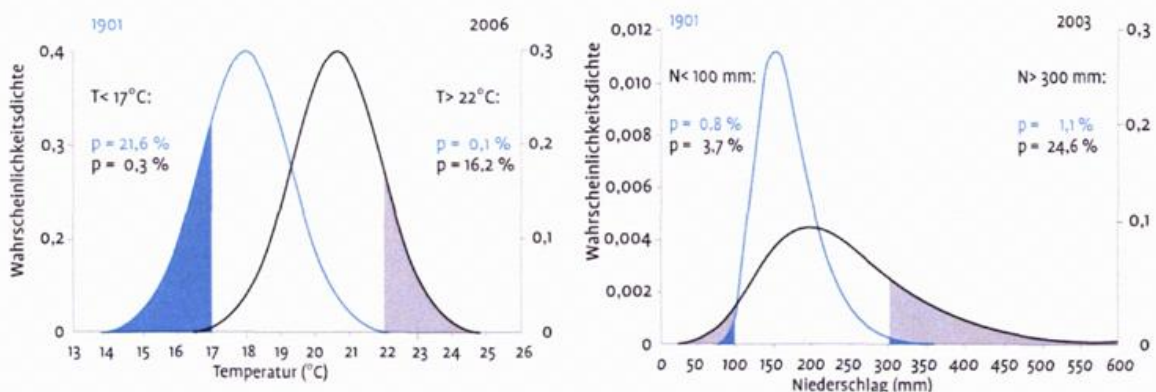 1901
2006
0,4
0,3
0,2
0
0,3
0,2
0,1
0
Wahrscheinlichkeitsdichte
T< 17°C:
p = 21,6 %
p = 0,3 %
T> 22°C:
p = 0,1 %
p = 16,2 %
13 14 15 16 17 18 19 20 21 22 23 24 25 26
Temperatur (°C)
1901
2003
0,012
0,010
0,008
0,006
0,004
0,002
0
0,3
0,2
0,1
0
Wahrscheinlichkeitsdichte
N< 100 mm:
p = 0,8 %
p = 3,7 %
N> 300 mm:
p = 1,1 %
p = 24,6 %
0 50 100 150 200 250 300 350 400 450 500 550 600
Niederschlag (mm)